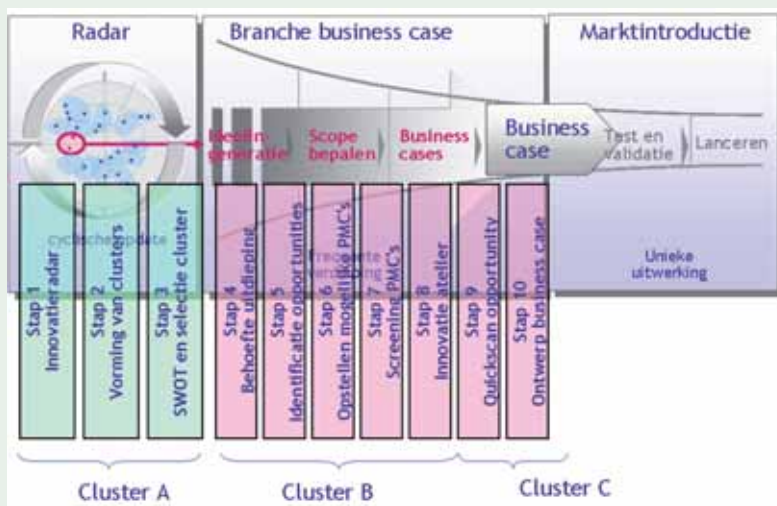 Radar
Branche business case
Marktintroductie
Ideeën-
generatie
Scope
bepalen
Business
cases
Business
case
Test en
validatie
Lanceren
cyclische update
Frequente
Unieke
uitwerking
Stap 1
Innovatieradar
Stap 2
Vorming van clusters
Stap 3
SWOT en selectie cluster
Stap 4
Behoefte uitdieping
Stap 5
Identificatie opportunities
Stap 6
Opstellen mogelijke PMC's
Stap 7
Screening PMC's
Stap 8
Innovatie atelier
Stap 9
Quickscan opportunity
Stap 10
Ontwerp business case
Cluster A
Cluster B
Cluster C